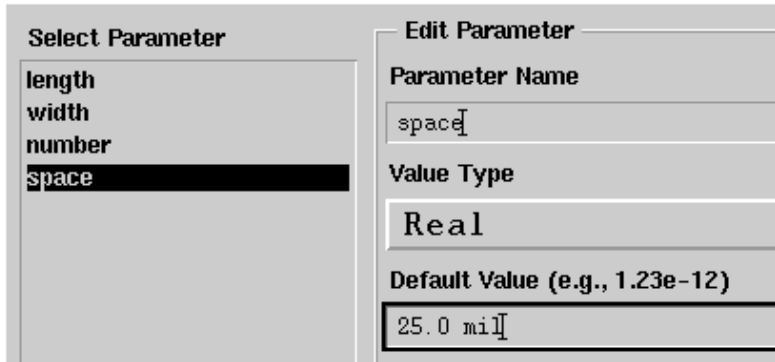 Select Parameter
length
width
number
space
Edit Parameter
Parameter Name
space
Value Type
Real
Default Value (e.g., 1.23e-12)
25.0 mil